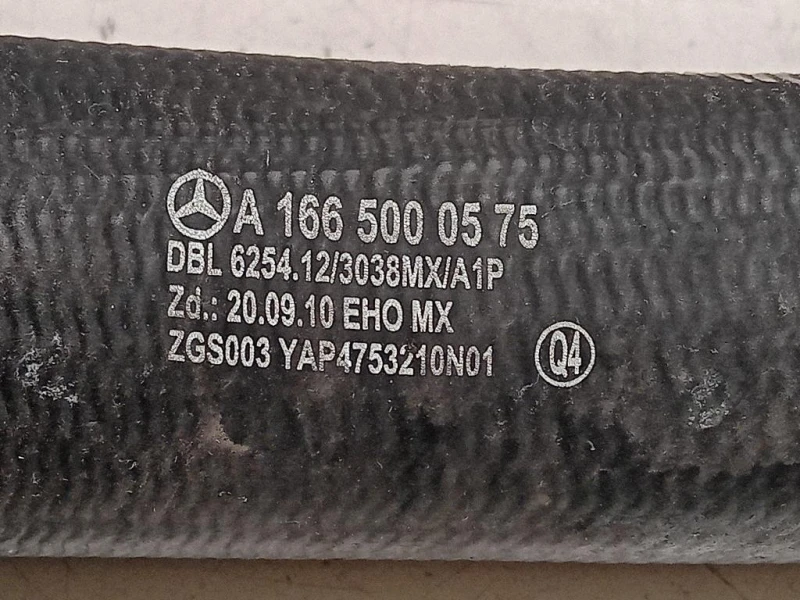 A 166 500 05 75
DBL 6254.12/3038MX/A1P
Zd.: 20.09.10 EHO MX
ZGS003 YAP4753210N01
Q4